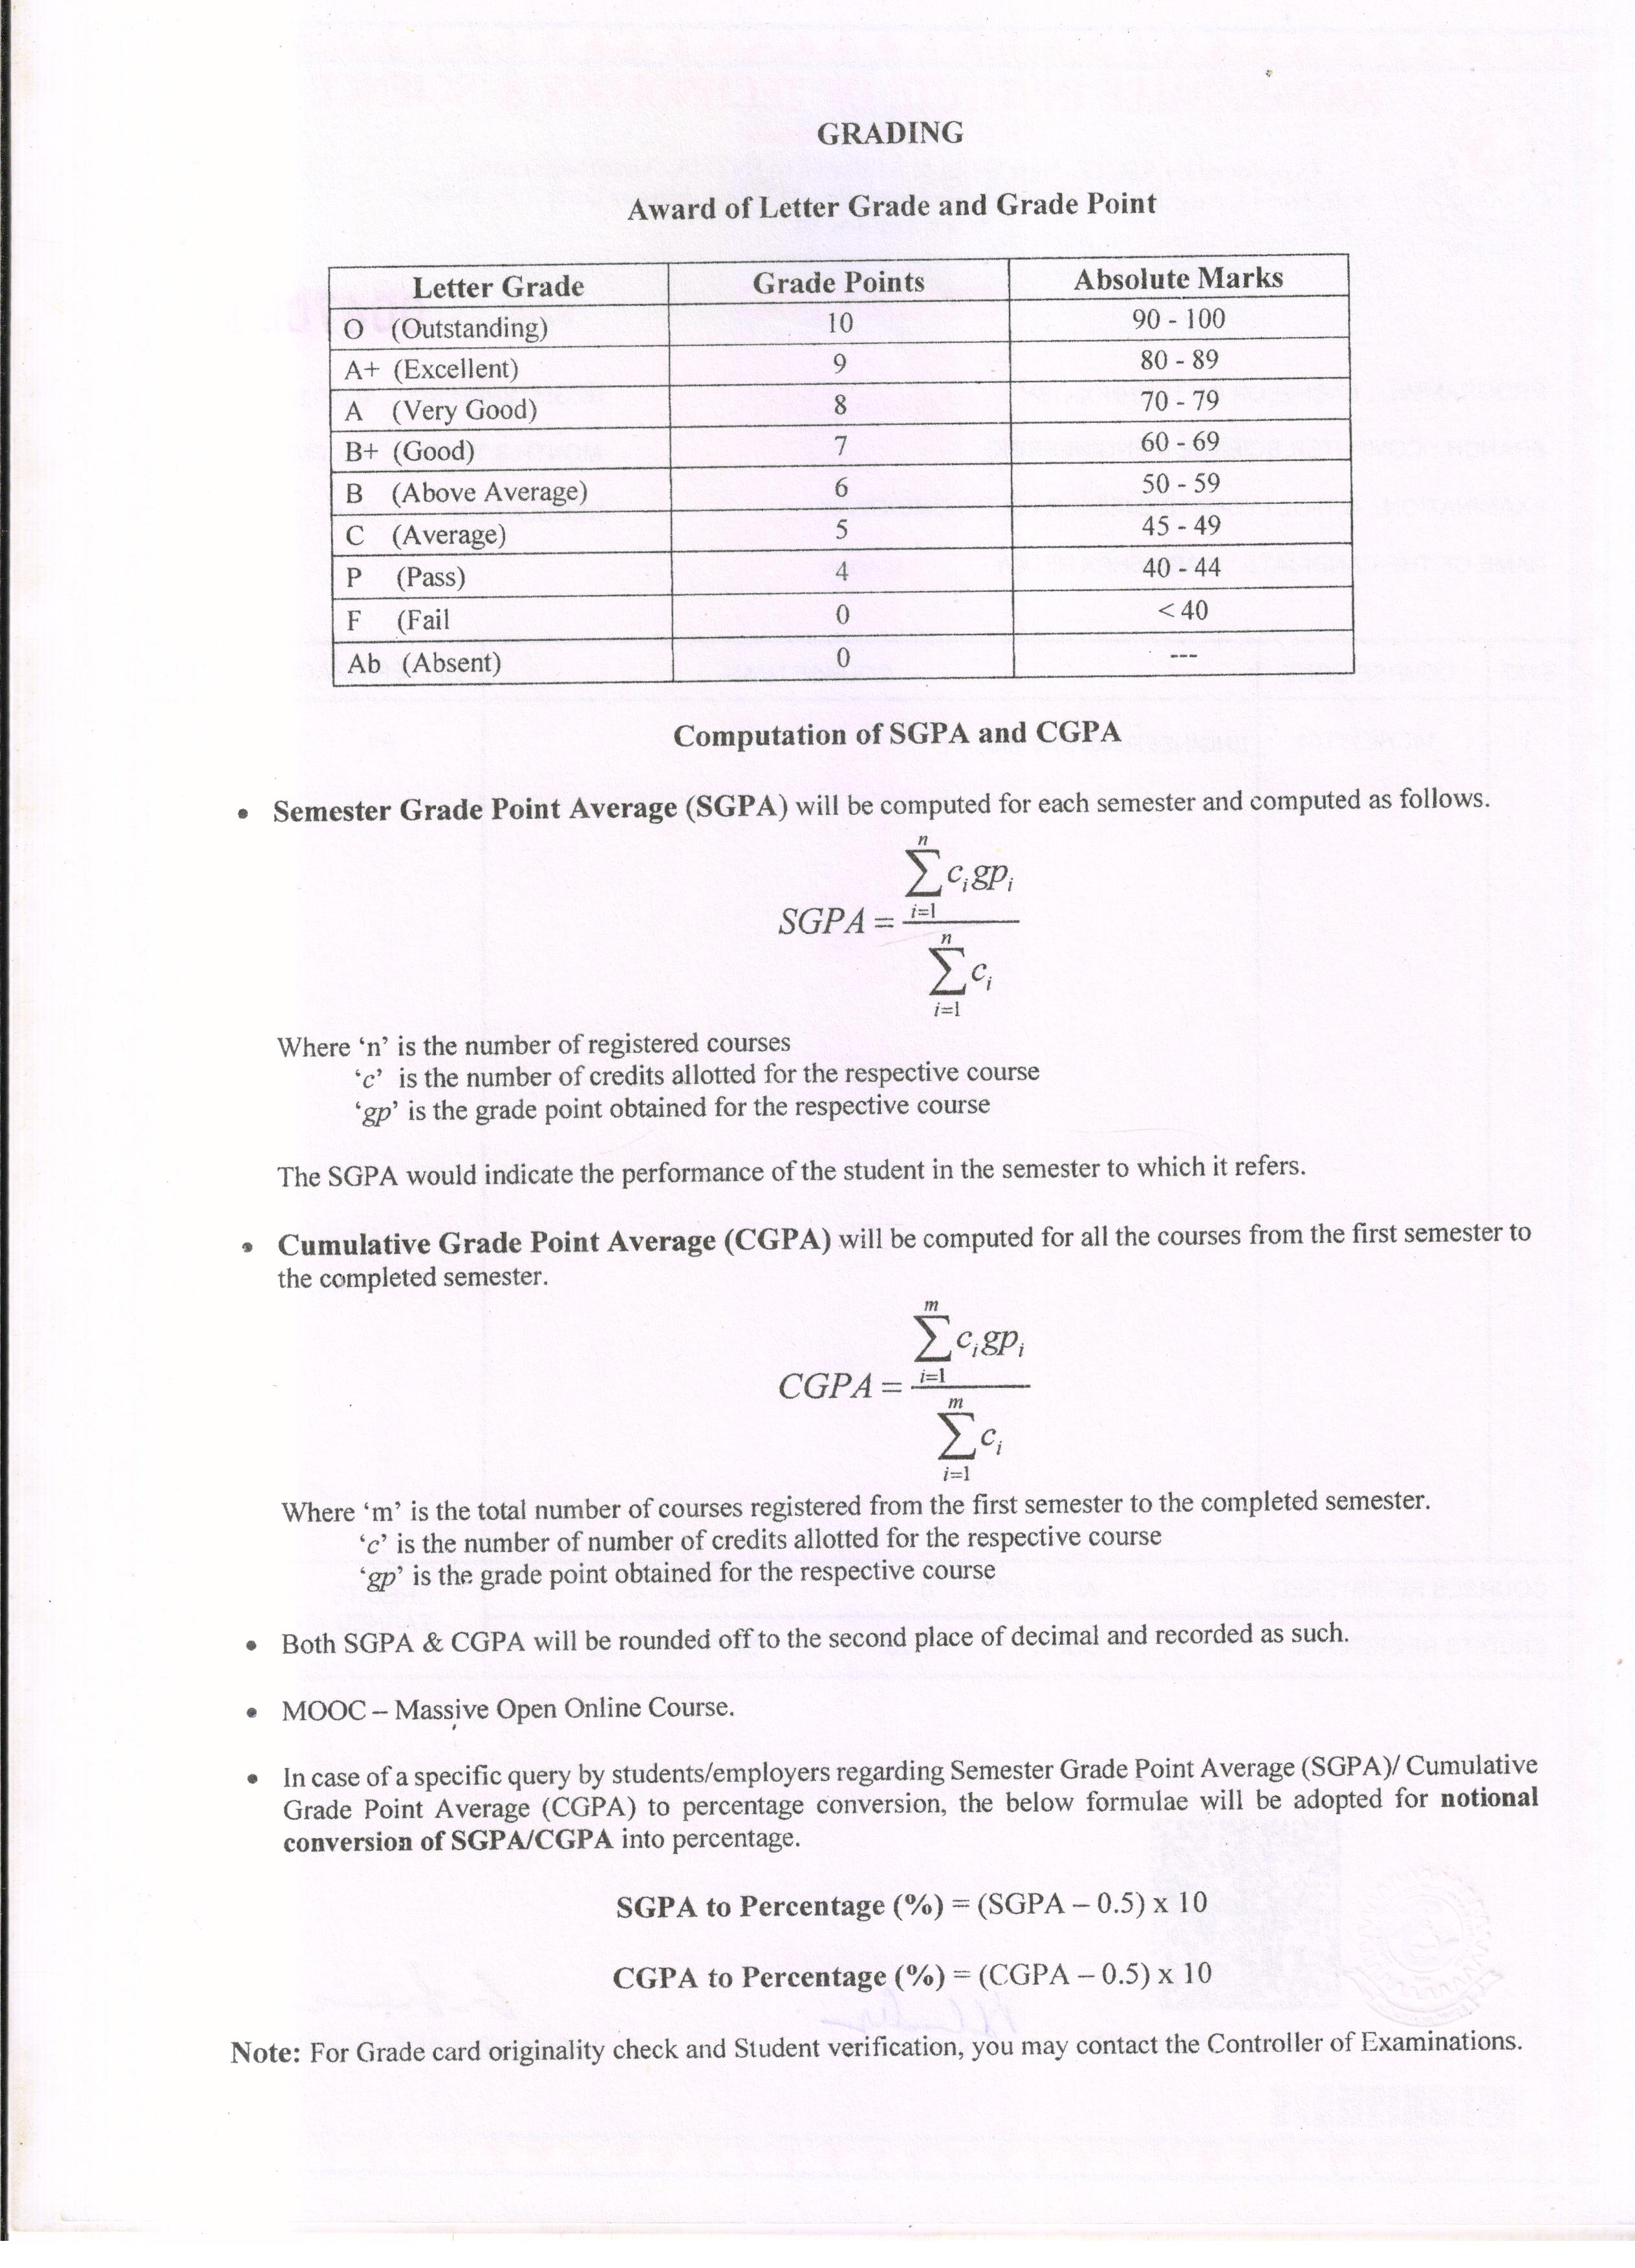 GRADING
Award of Letter Grade and Grade Point
Letter Grade Grade Points Absolute Marks
O (Outstanding) 10 90 - 100
A+ (Excellent) 9 80 - 89
A (Very Good) 8 70 - 79
B+ (Good) 7 60 - 69
B (Above Average) 6 50 - 59
C (Average) 5 45 - 49
P (Pass) 4 40 - 44
F (Fail 0 < 40
Ab (Absent) 0 ---
Computation of SGPA and CGPA
• Semester Grade Point Average (SGPA) will be computed for each semester and computed as follows.
n
∑ cᵢgpᵢ
SGPA = i=1
n
∑ cᵢ
i=1
Where ‘n’ is the number of registered courses
‘c’ is the number of credits allotted for the respective course
‘gp’ is the grade point obtained for the respective course
The SGPA would indicate the performance of the student in the semester to which it refers.
• Cumulative Grade Point Average (CGPA) will be computed for all the courses from the first semester to
the completed semester.
m
∑ cᵢgpᵢ
CGPA = i=1
m
∑ cᵢ
i=1
Where ‘m’ is the total number of courses registered from the first semester to the completed semester.
‘c’ is the number of number of credits allotted for the respective course
‘gp’ is the grade point obtained for the respective course
• Both SGPA & CGPA will be rounded off to the second place of decimal and recorded as such.
• MOOC – Massive Open Online Course.
• In case of a specific query by students/employers regarding Semester Grade Point Average (SGPA)/ Cumulative
Grade Point Average (CGPA) to percentage conversion, the below formulae will be adopted for notional
conversion of SGPA/CGPA into percentage.
SGPA to Percentage (%) = (SGPA – 0.5) x 10
CGPA to Percentage (%) = (CGPA – 0.5) x 10
Note: For Grade card originality check and Student verification, you may contact the Controller of Examinations.